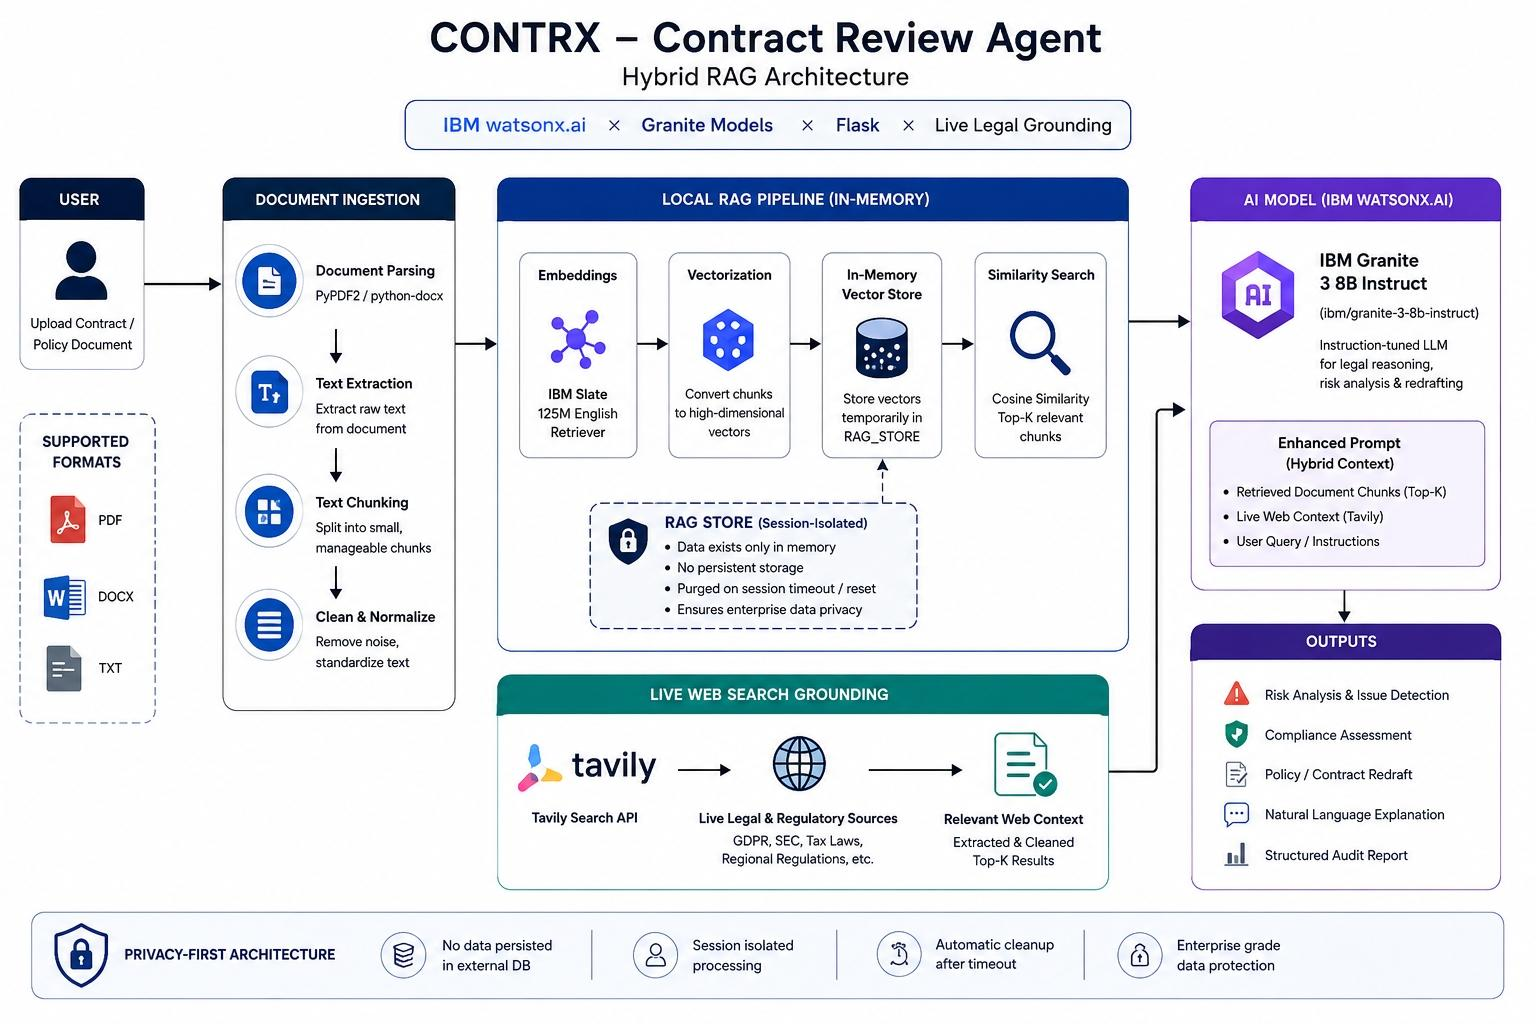 CONTRX – Contract Review Agent
Hybrid RAG Architecture
IBM watsonx.ai × Granite Models × Flask × Live Legal Grounding
USER
Upload Contract /
Policy Document
SUPPORTED
FORMATS
PDF
W
DOCX
TXT
DOCUMENT INGESTION
Document Parsing
PyPDF2 / python-docx
Text Extraction
Extract raw text
from document
Text Chunking
Split into small,
manageable chunks
Clean & Normalize
Remove noise,
standardize text
LOCAL RAG PIPELINE (IN-MEMORY)
Embeddings
IBM Slate
125M English
Retriever
Vectorization
Convert chunks
to high-dimensional
vectors
In-Memory
Vector Store
Store vectors
temporarily in
RAG_STORE
Similarity Search
Cosine Similarity
Top-K relevant
chunks
RAG STORE (Session-Isolated)
• Data exists only in memory
• No persistent storage
• Purged on session timeout / reset
• Ensures enterprise data privacy
LIVE WEB SEARCH GROUNDING
tavily
Tavily Search API
Live Legal & Regulatory Sources
GDPR, SEC, Tax Laws,
Regional Regulations, etc.
Relevant Web Context
Extracted & Cleaned
Top-K Results
AI MODEL (IBM WATSONX.AI)
AI
IBM Granite
3 8B Instruct
(ibm/granite-3-8b-instruct)
Instruction-tuned LLM
for legal reasoning,
risk analysis & redrafting
Enhanced Prompt
(Hybrid Context)
• Retrieved Document Chunks (Top-K)
• Live Web Context (Tavily)
• User Query / Instructions
OUTPUTS
Risk Analysis & Issue Detection
Compliance Assessment
Policy / Contract Redraft
Natural Language Explanation
Structured Audit Report
PRIVACY-FIRST ARCHITECTURE
No data persisted
in external DB
Session isolated
processing
Automatic cleanup
after timeout
Enterprise grade
data protection